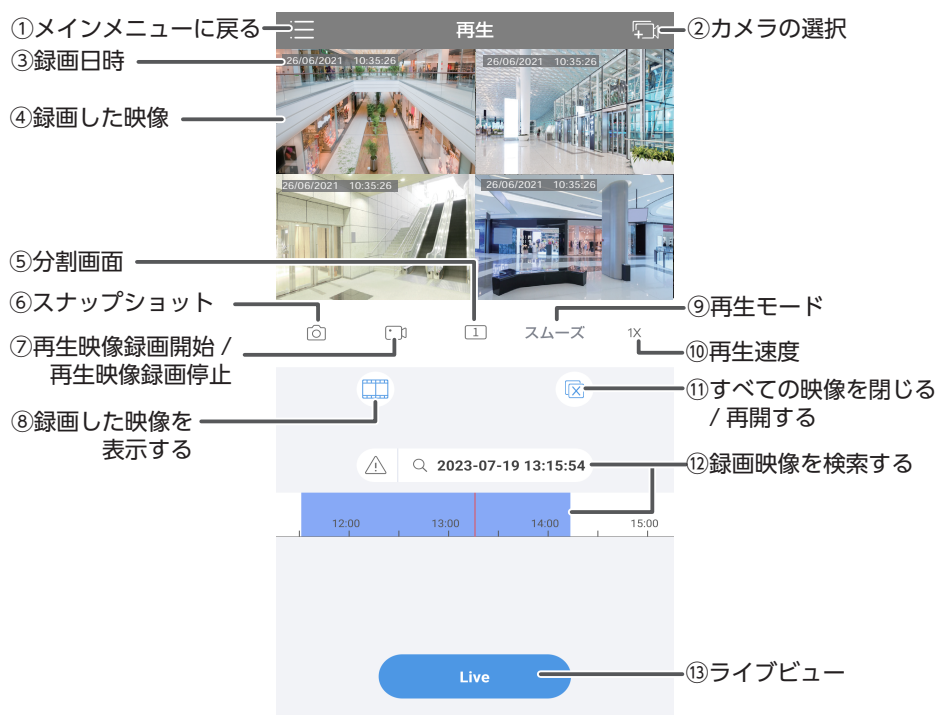 ①メインメニューに戻る
再生
②カメラの選択
③録画日時
26/06/2021 10:35:26
26/06/2021 10:35:26
④録画した映像
26/06/2021 10:35:26
26/06/2021 10:35:26
⑤分割画面
⑥スナップショット
⑨再生モード
1
スムーズ
1X
⑦再生映像録画開始 /
再生映像録画停止
⑩再生速度
⑧録画した映像を
表示する
⑪すべての映像を閉じる
/ 再開する
2023-07-19 13:15:54
⑫録画映像を検索する
12:00
13:00
14:00
15:00
Live
⑬ライブビュー